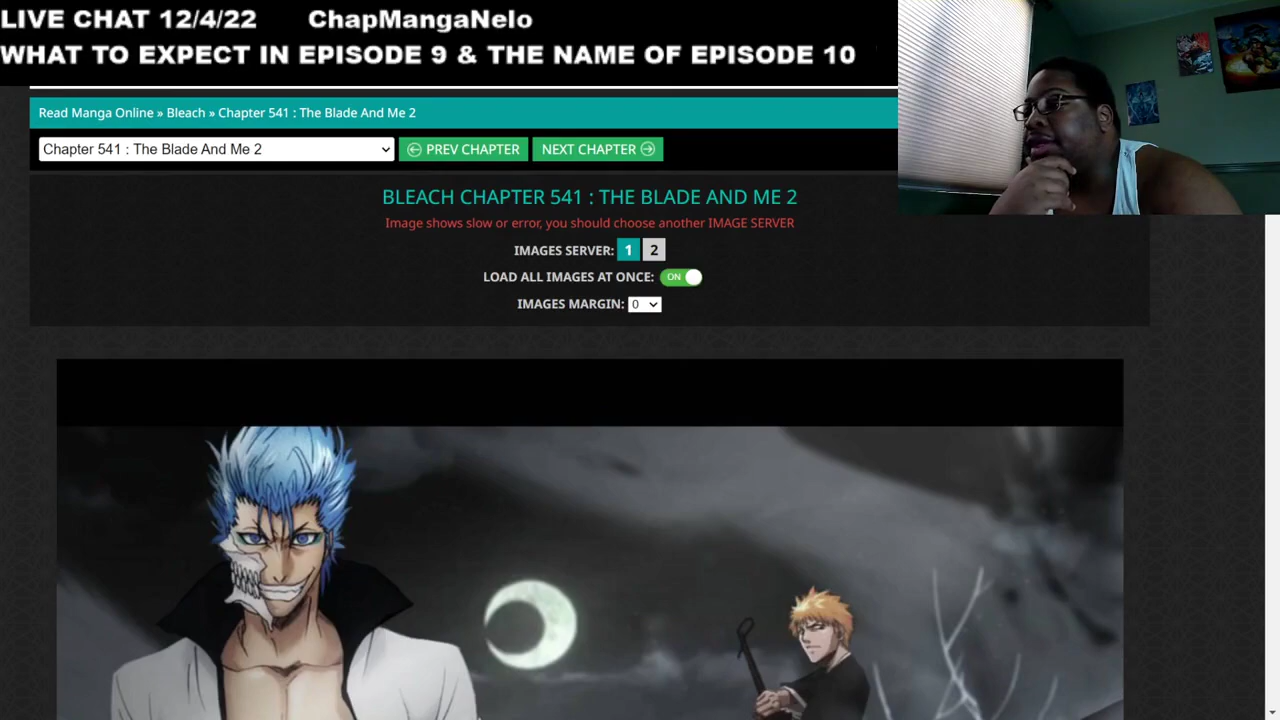 LIVE CHAT 12/4/22 ChapMangaNelo
WHAT TO EXPECT IN EPISODE 9 & THE NAME OF EPISODE 10
Read Manga Online » Bleach » Chapter 541 : The Blade And Me 2
Chapter 541 : The Blade And Me 2 PREV CHAPTER NEXT CHAPTER
BLEACH CHAPTER 541 : THE BLADE AND ME 2
Image shows slow or error, you should choose another IMAGE SERVER
IMAGES SERVER: 1 2
LOAD ALL IMAGES AT ONCE: ON
IMAGES MARGIN: 0